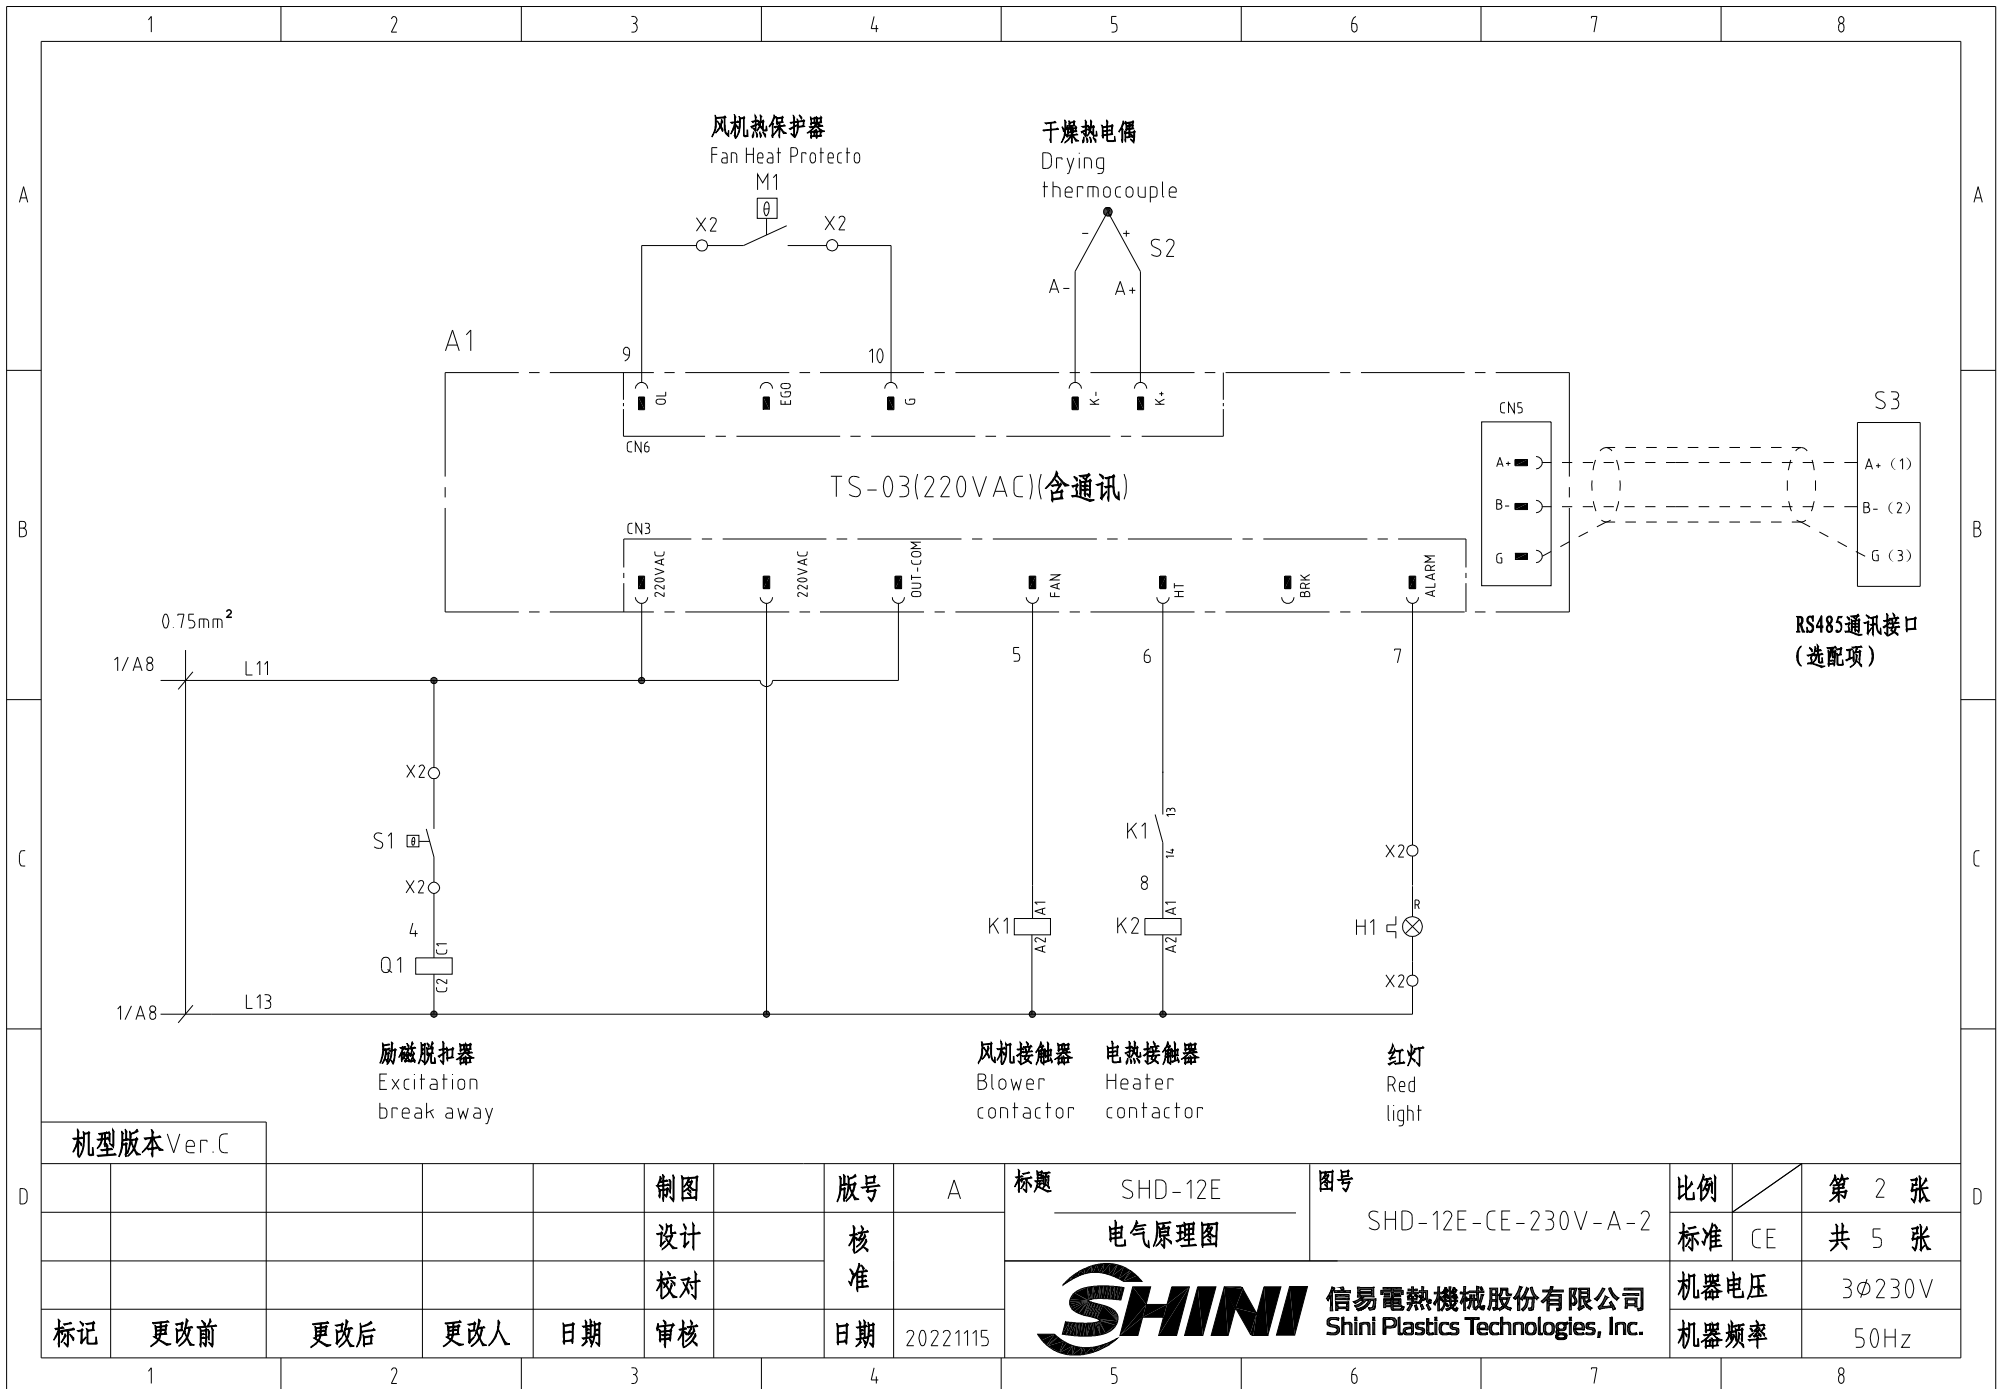 1 2 3 4 5 6 7 8
风机热保护器
Fan Heat Protecto
M1
θ
X2 X2
干燥热电偶
Drying
thermocouple
- +
S2
A- A+
A A
A1
9 10
OL EGO G K- K+
CN6
TS-03(220VAC)(含通讯)
CN5
A+
B-
G
S3
A+ (1)
B- (2)
G (3)
RS485通讯接口
(选配项)
B B
CN3
220VAC 220VAC OUT-COM FAN HT BRK ALARM
0.75mm²
1/A8 L11
5 6 7
X2
S1 θ
X2
4
Q1 C1 C2
K1 13 14
8
K1 A1 A2
K2 A1 A2
X2
R
H1
X2
C C
1/A8 L13
励磁脱扣器
Excitation
break away
风机接触器
Blower
contactor
电热接触器
Heater
contactor
红灯
Red
light
机型版本Ver.C
D D
制图 版号 A
设计 核准
校对
标记 更改前 更改后 更改人 日期 审核 日期 20221115
标题 SHD-12E
电气原理图
图号
SHD-12E-CE-230V-A-2
比例 第 2 张
标准 CE 共 5 张
机器电压 3Φ230V
机器频率 50Hz
SHINI
信易電熱機械股份有限公司
Shini Plastics Technologies, Inc.
1 2 3 4 5 6 7 8